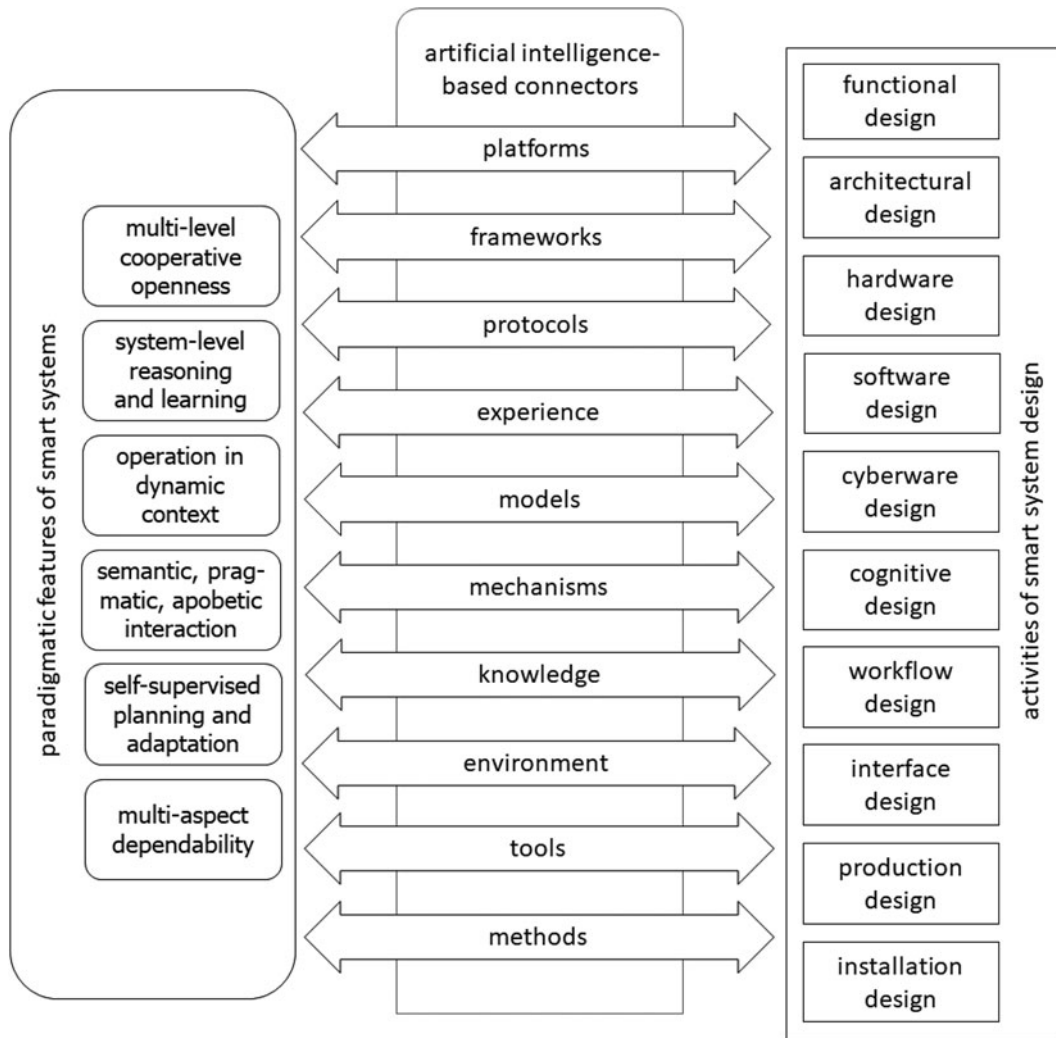 paradigmatic features of smart systems
multi-level
cooperative
openness
system-level
reasoning
and learning
operation in
dynamic
context
semantic, prag-
matic, apobetic
interaction
self-supervised
planning and
adaptation
multi-aspect
dependability
artificial intelligence-
based connectors
platforms
frameworks
protocols
experience
models
mechanisms
knowledge
environment
tools
methods
functional
design
architectural
design
hardware
design
software
design
cyberware
design
cognitive
design
workflow
design
interface
design
production
design
installation
design
activities of smart system design